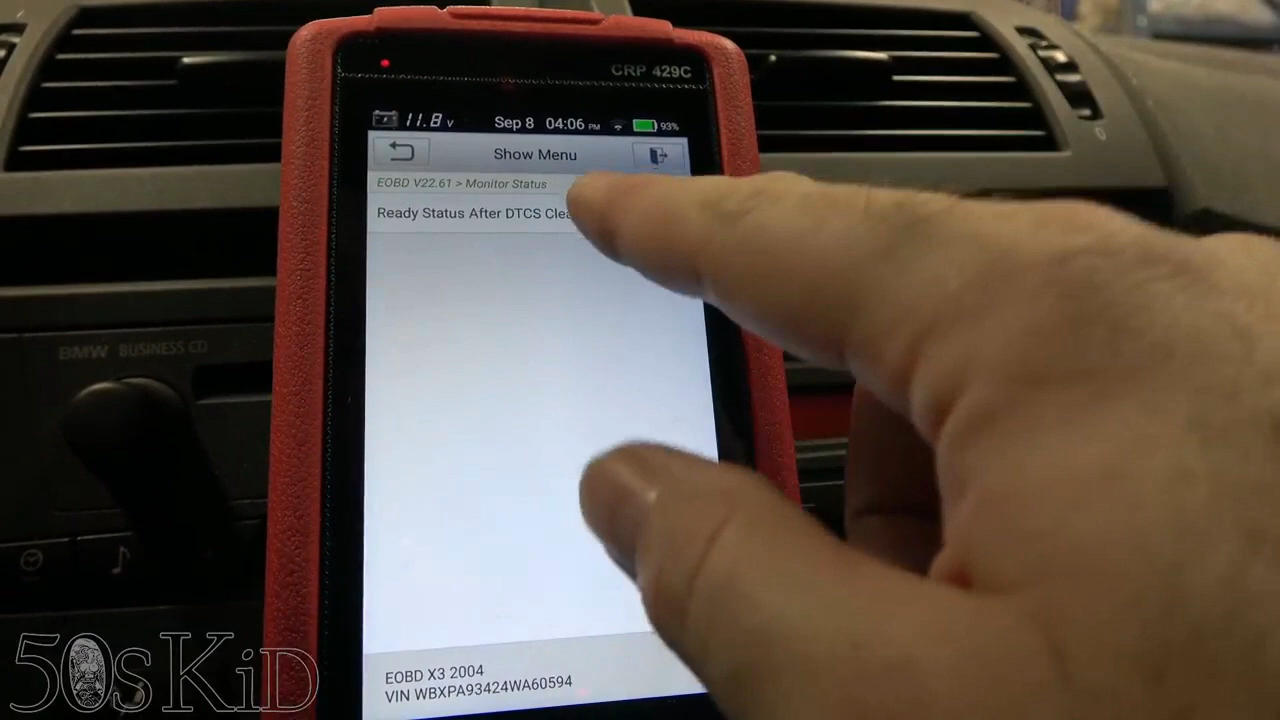 CRP 429C
11.8 v Sep 8 04:06 PM 93%
Show Menu
EOBD V22.61 > Monitor Status
Ready Status After DTCS
BMW BUSINESS CD
0
EOBD X3 2004
VIN WBXPA93424WA60594
50sKiD